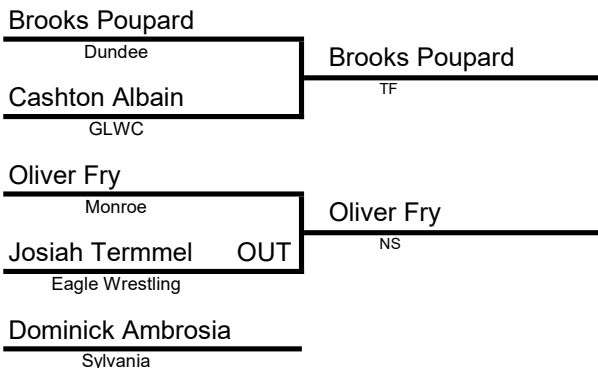 Brooks Poupard
Dundee
Brooks Poupard
TF
Cashton Albain
GLWC
Oliver Fry
Monroe
Oliver Fry
NS
Josiah Termmel OUT
Eagle Wrestling
Dominick Ambrosia
Sylvania